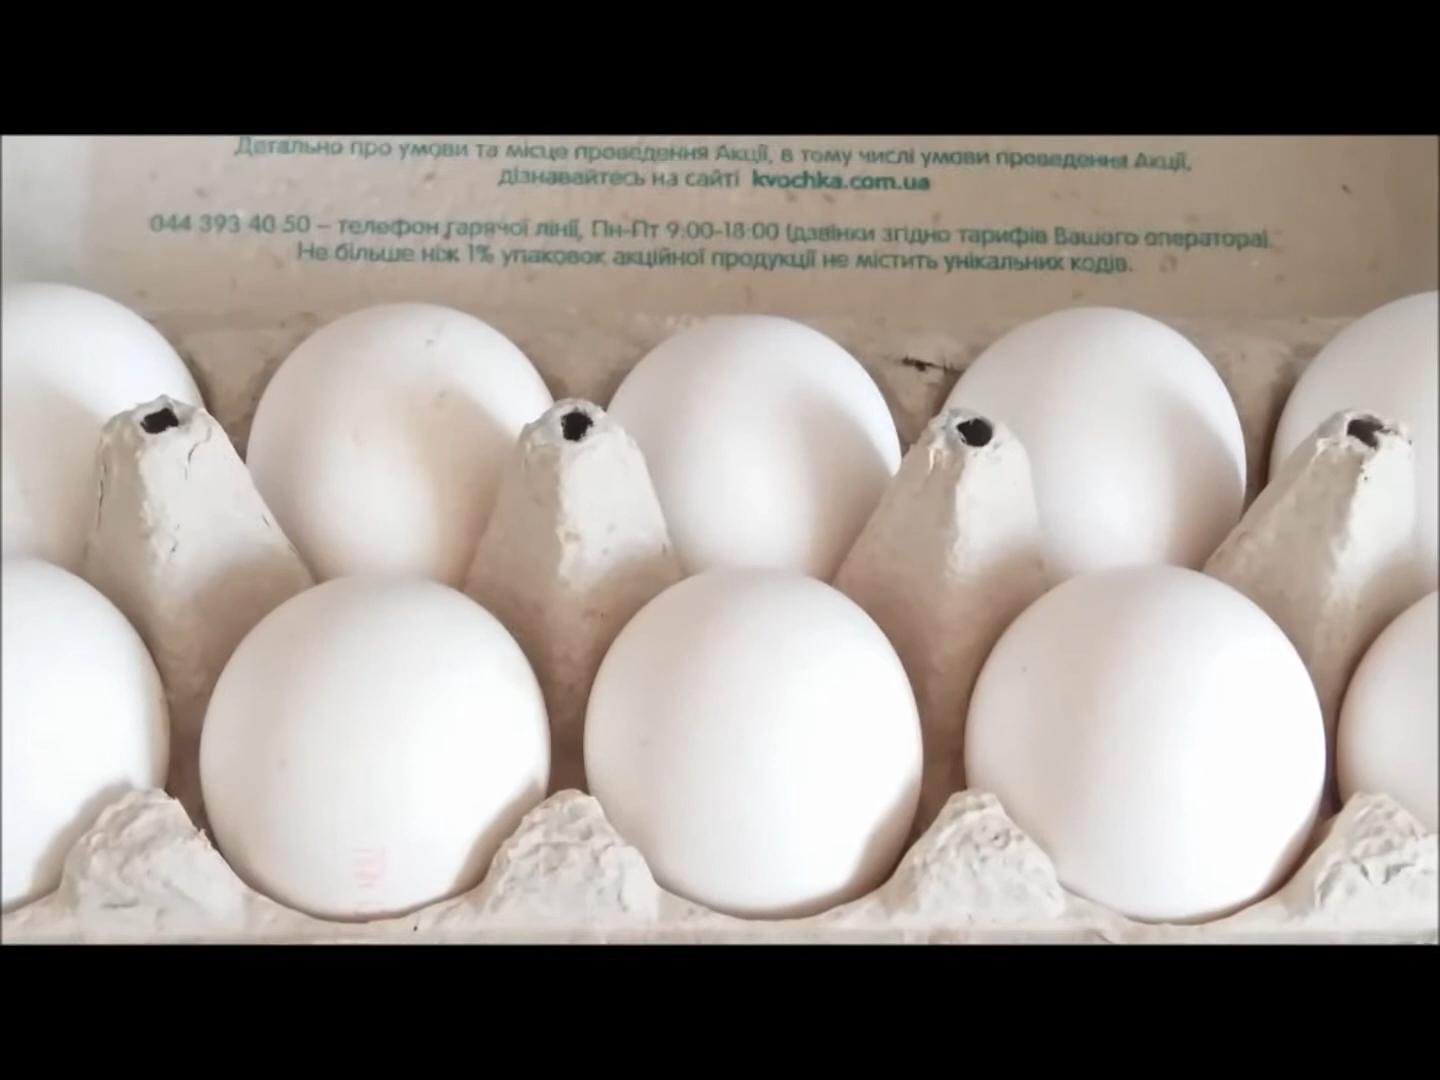 Детально про умови та місце проведення Акції, в тому числі умови проведення Акції,
дізнавайтесь на сайті kvochka.com.ua
044 393 40 50 – телефон гарячої лінії, Пн-Пт 9:00-18:00 (дзвінки згідно тарифів Вашого оператора).
Не більше ніж 1% упаковок акційної продукції не містить унікальних кодів.